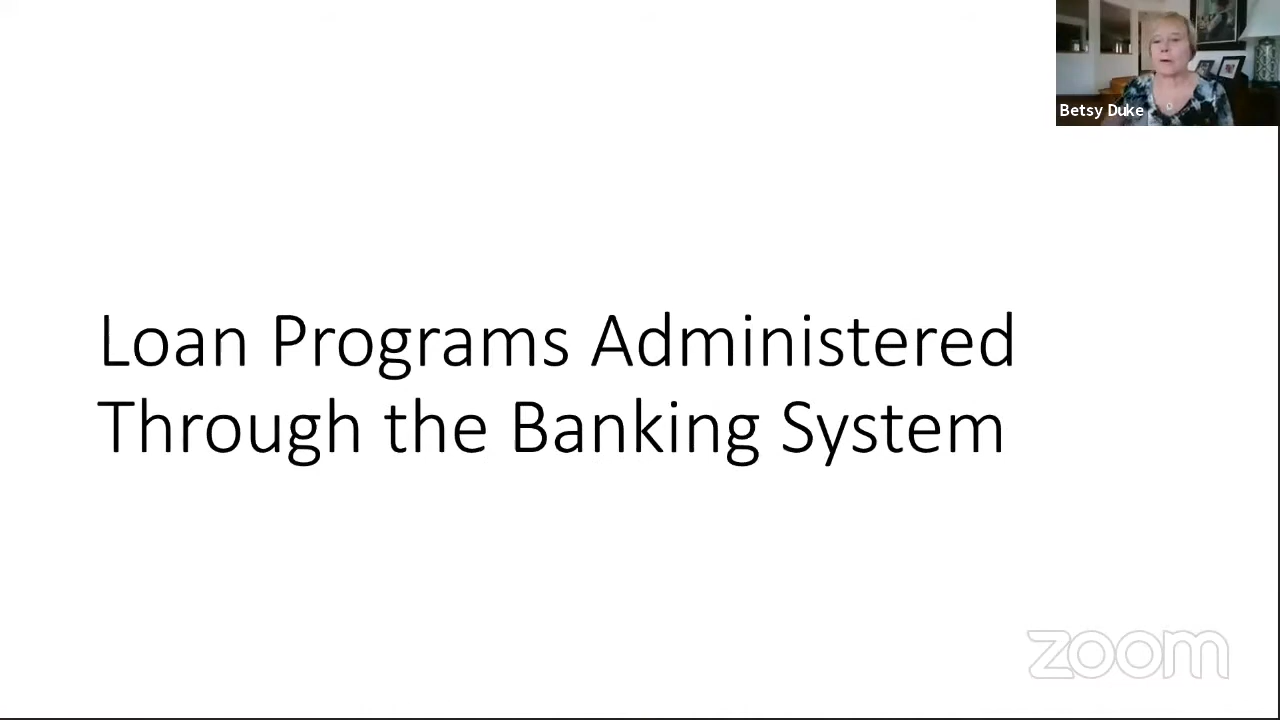 Betsy Duke
Loan Programs Administered
Through the Banking System
zoom